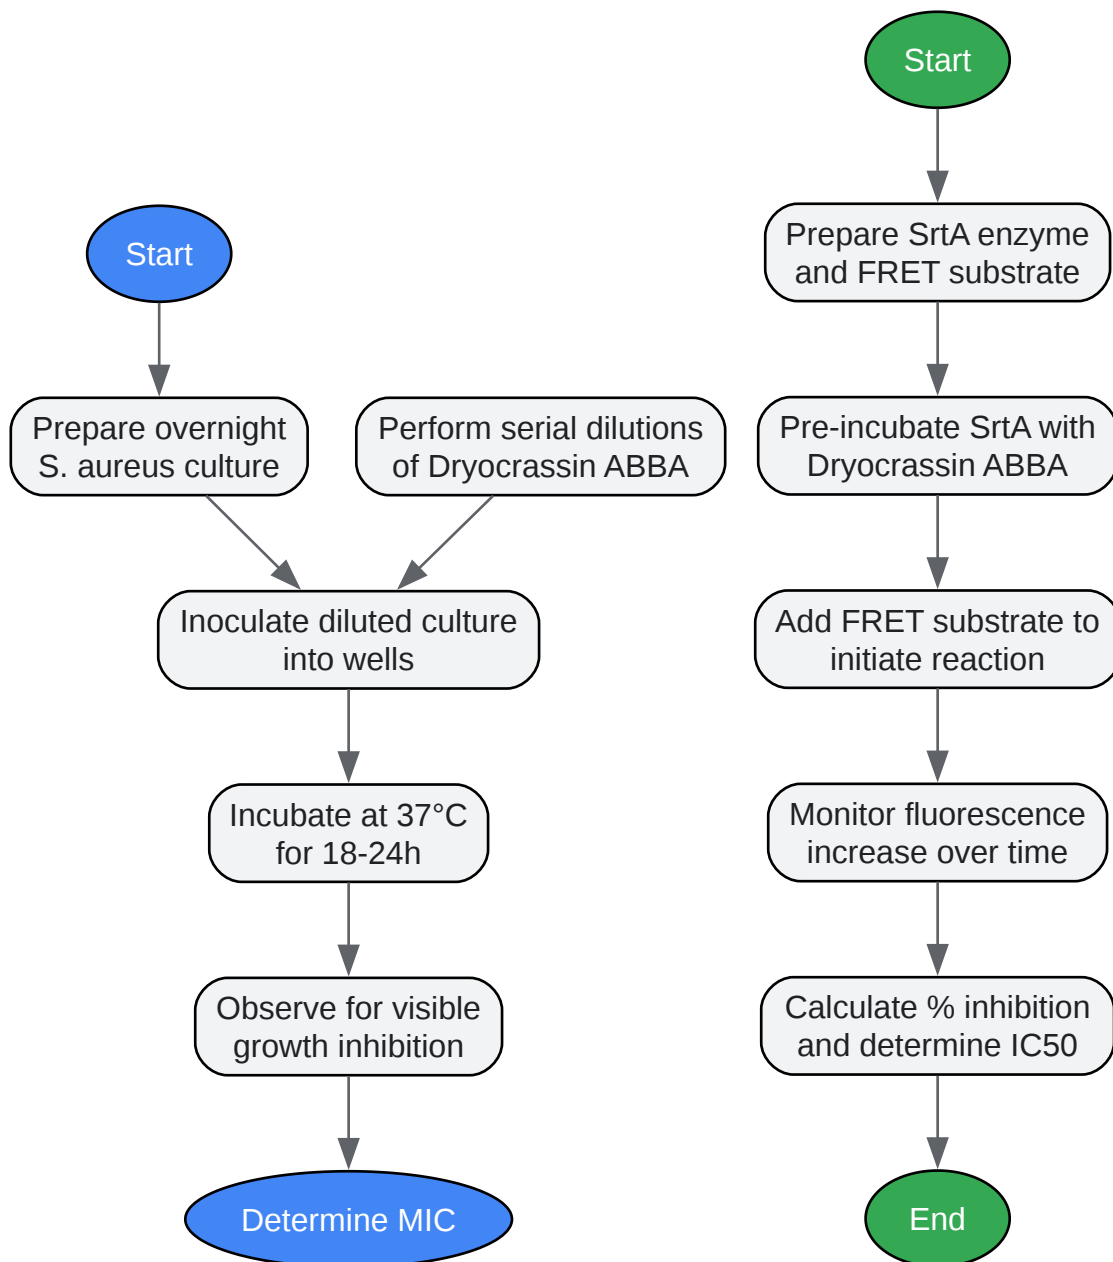 Start
Prepare overnight
S. aureus culture
Perform serial dilutions
of Dryocrassin ABBA
Inoculate diluted culture
into wells
Incubate at 37°C
for 18-24h
Observe for visible
growth inhibition
Determine MIC
Start
Prepare SrtA enzyme
and FRET substrate
Pre-incubate SrtA with
Dryocrassin ABBA
Add FRET substrate to
initiate reaction
Monitor fluorescence
increase over time
Calculate % inhibition
and determine IC50
End